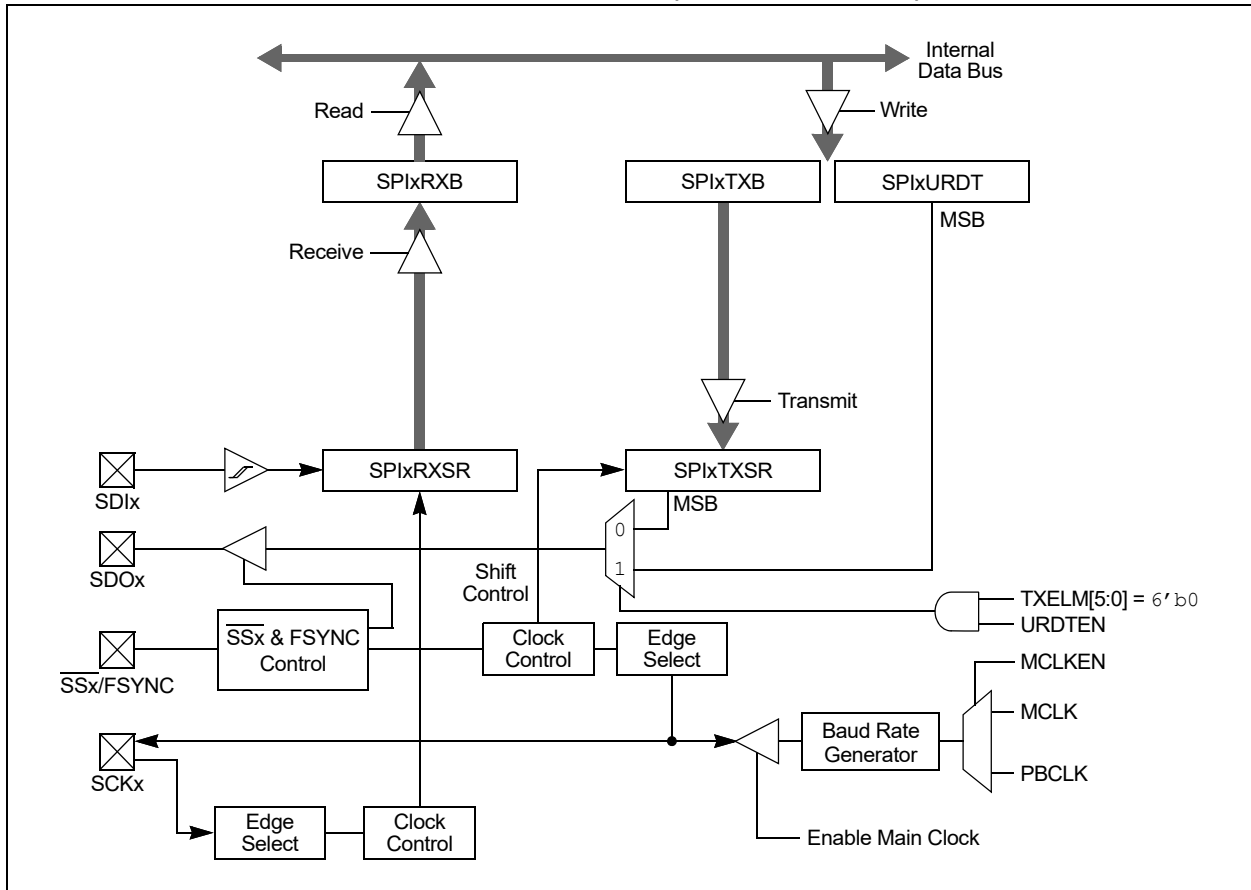 Internal
Data Bus
Read
Write
SPIxRXB
SPIxTXB
SPIxURDT
MSB
Receive
Transmit
SPIxRXSR
SPIxTXSR
SDIx
MSB
0
SDOx
Shift
Control
1
TXELM[5:0] = 6'b0
URDTEN
SSx & FSYNC
Control
Clock
Control
Edge
Select
MCLKEN
SSx/FSYNC
MCLK
Baud Rate
Generator
PBCLK
SCKx
Edge
Select
Clock
Control
Enable Main Clock